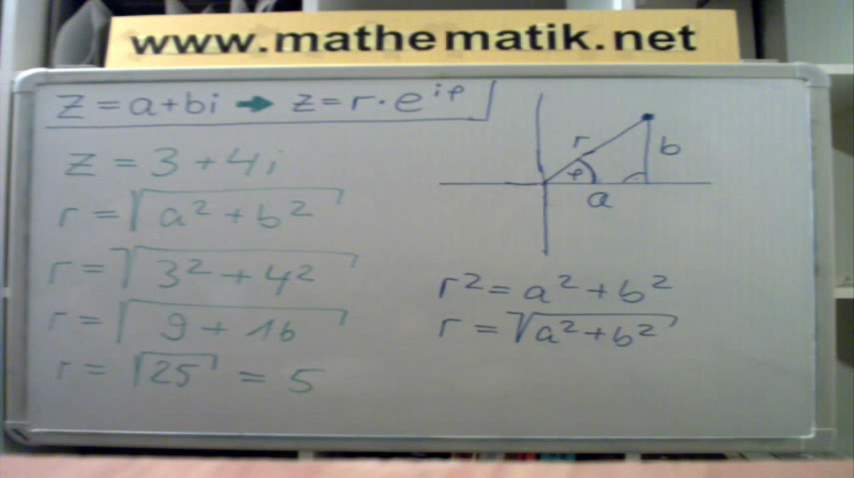 www.mathematik.net
z = a+bi → z = r · e^{iφ}
z = 3 + 4i
r = √(a² + b²)
r = √(3² + 4²)
r = √(9 + 16)
r = √25 = 5
r
b
φ
a
r² = a² + b²
r = √(a² + b²)